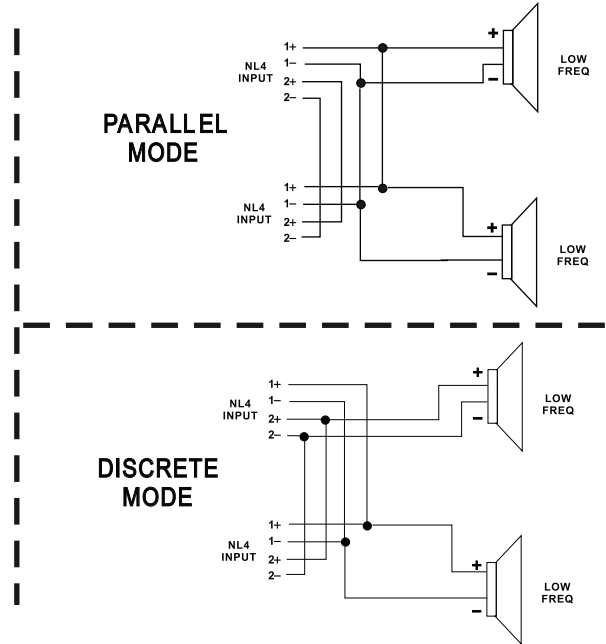 PARALLEL
MODE
NL4
INPUT
1+
1–
2+
2–
+
–
LOW
FREQ
NL4
INPUT
1+
1–
2+
2–
+
–
LOW
FREQ
DISCRETE
MODE
NL4
INPUT
1+
1–
2+
2–
+
–
LOW
FREQ
NL4
INPUT
1+
1–
2+
2–
+
–
LOW
FREQ